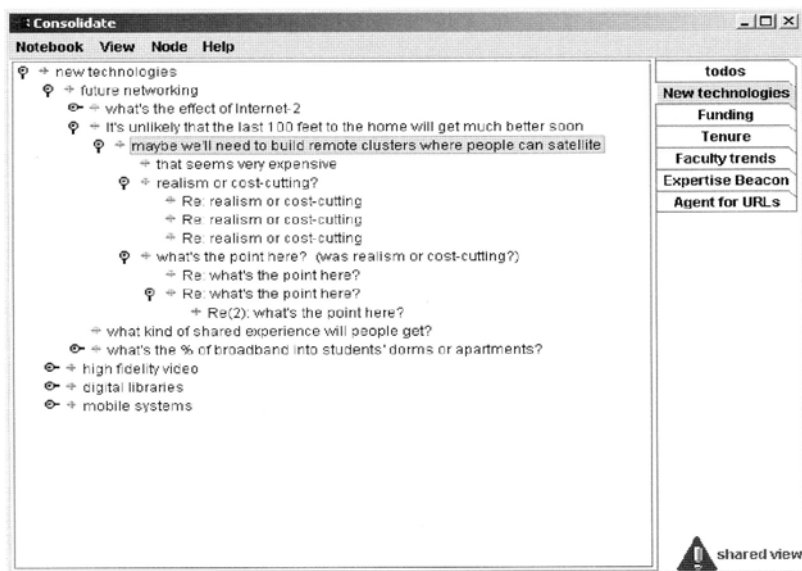 Consolidate
Notebook View Node Help
new technologies
future networking
what's the effect of Internet-2
It's unlikely that the last 100 feet to the home will get much better soon
maybe we'll need to build remote clusters where people can satellite
that seems very expensive
realism or cost-cutting?
Re: realism or cost-cutting
Re: realism or cost-cutting
Re: realism or cost-cutting
what's the point here? (was realism or cost-cutting?)
Re: what's the point here?
Re: what's the point here?
Re(2): what's the point here?
what kind of shared experience will people get?
what's the % of broadband into students' dorms or apartments?
high fidelity video
digital libraries
mobile systems
todos
New technologies
Funding
Tenure
Faculty trends
Expertise Beacon
Agent for URLs
shared view